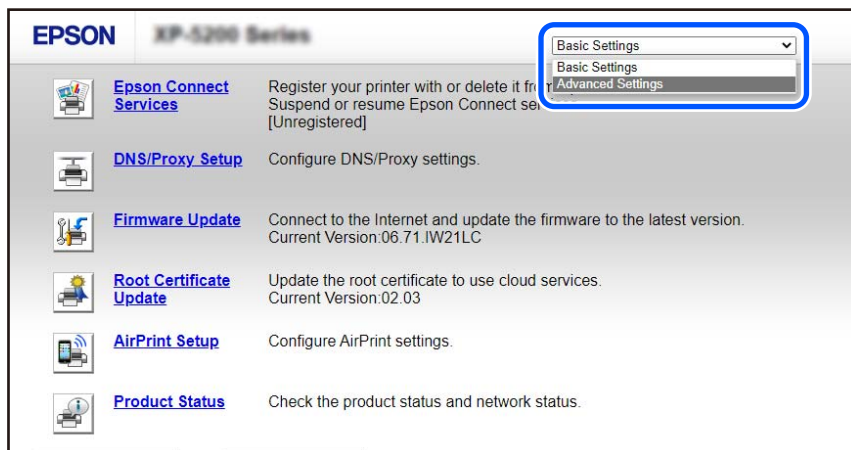 EPSON XP-5200 Series
Basic Settings
Basic Settings
Advanced Settings
Epson Connect Services
Register your printer with or delete it from
Suspend or resume Epson Connect
[Unregistered]
DNS/Proxy Setup
Configure DNS/Proxy settings.
Firmware Update
Connect to the Internet and update the firmware to the latest version.
Current Version:06.71.IW21LC
Root Certificate
Update
Update the root certificate to use cloud services.
Current Version:02.03
AirPrint Setup
Configure AirPrint settings.
Product Status
Check the product status and network status.